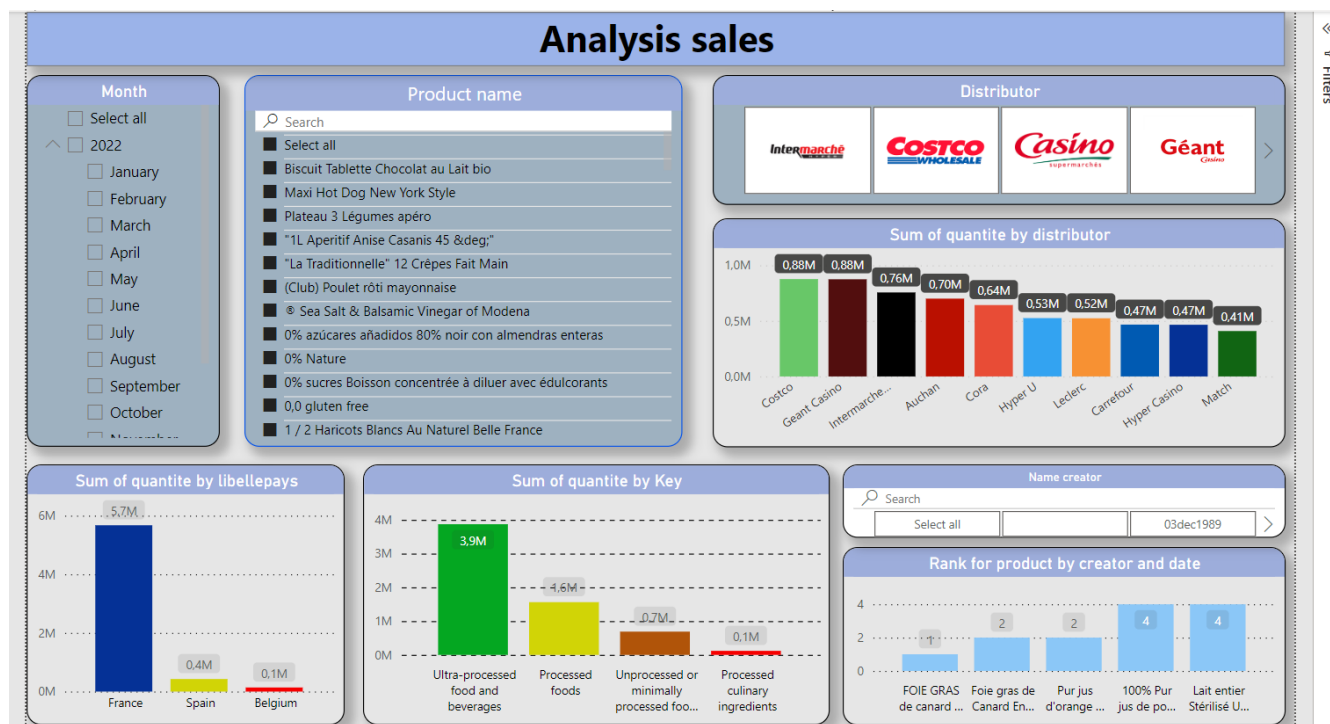 Analysis sales
Filters
Month
Select all
2022
January
February
March
April
May
June
July
August
September
October
November
Product name
Search
Select all
Biscuit Tablette Chocolat au Lait bio
Maxi Hot Dog New York Style
Plateau 3 Légumes apéro
"1L Aperitif Anise Casanis 45 &deg;"
"La Traditionnelle" 12 Crêpes Fait Main
(Club) Poulet rôti mayonnaise
® Sea Salt & Balsamic Vinegar of Modena
0% azúcares añadidos 80% noir con almendras enteras
0% Nature
0% sucres Boisson concentrée à diluer avec édulcorants
0,0 gluten free
1 / 2 Haricots Blancs Au Naturel Belle France
Distributor
Intermarché
COSTCO
WHOLESALE
Casino
supermarchés
Géant
Casino
Sum of quantite by distributor
1,0M
0,5M
0,0M
0,88M 0,88M 0,76M 0,70M 0,64M 0,53M 0,52M 0,47M 0,47M 0,41M
Costco Geant Casino Intermarche... Auchan Cora Hyper U Leclerc Carrefour Hyper Casino Match
Sum of quantite by libellepays
6M
4M
2M
0M
5,7M 0,4M 0,1M
France Spain Belgium
Sum of quantite by Key
4M
3M
2M
1M
0M
3,9M 1,6M 0,7M 0,1M
Ultra-processed food and beverages
Processed foods
Unprocessed or minimally processed foo...
Processed culinary ingredients
Name creator
Search
Select all 03dec1989
Rank for product by creator and date
4
2
0
1 2 2 4 4
FOIE GRAS de canard ...
Foie gras de Canard En...
Pur jus d'orange ...
100% Pur jus de po...
Lait entier Stérilisé U...